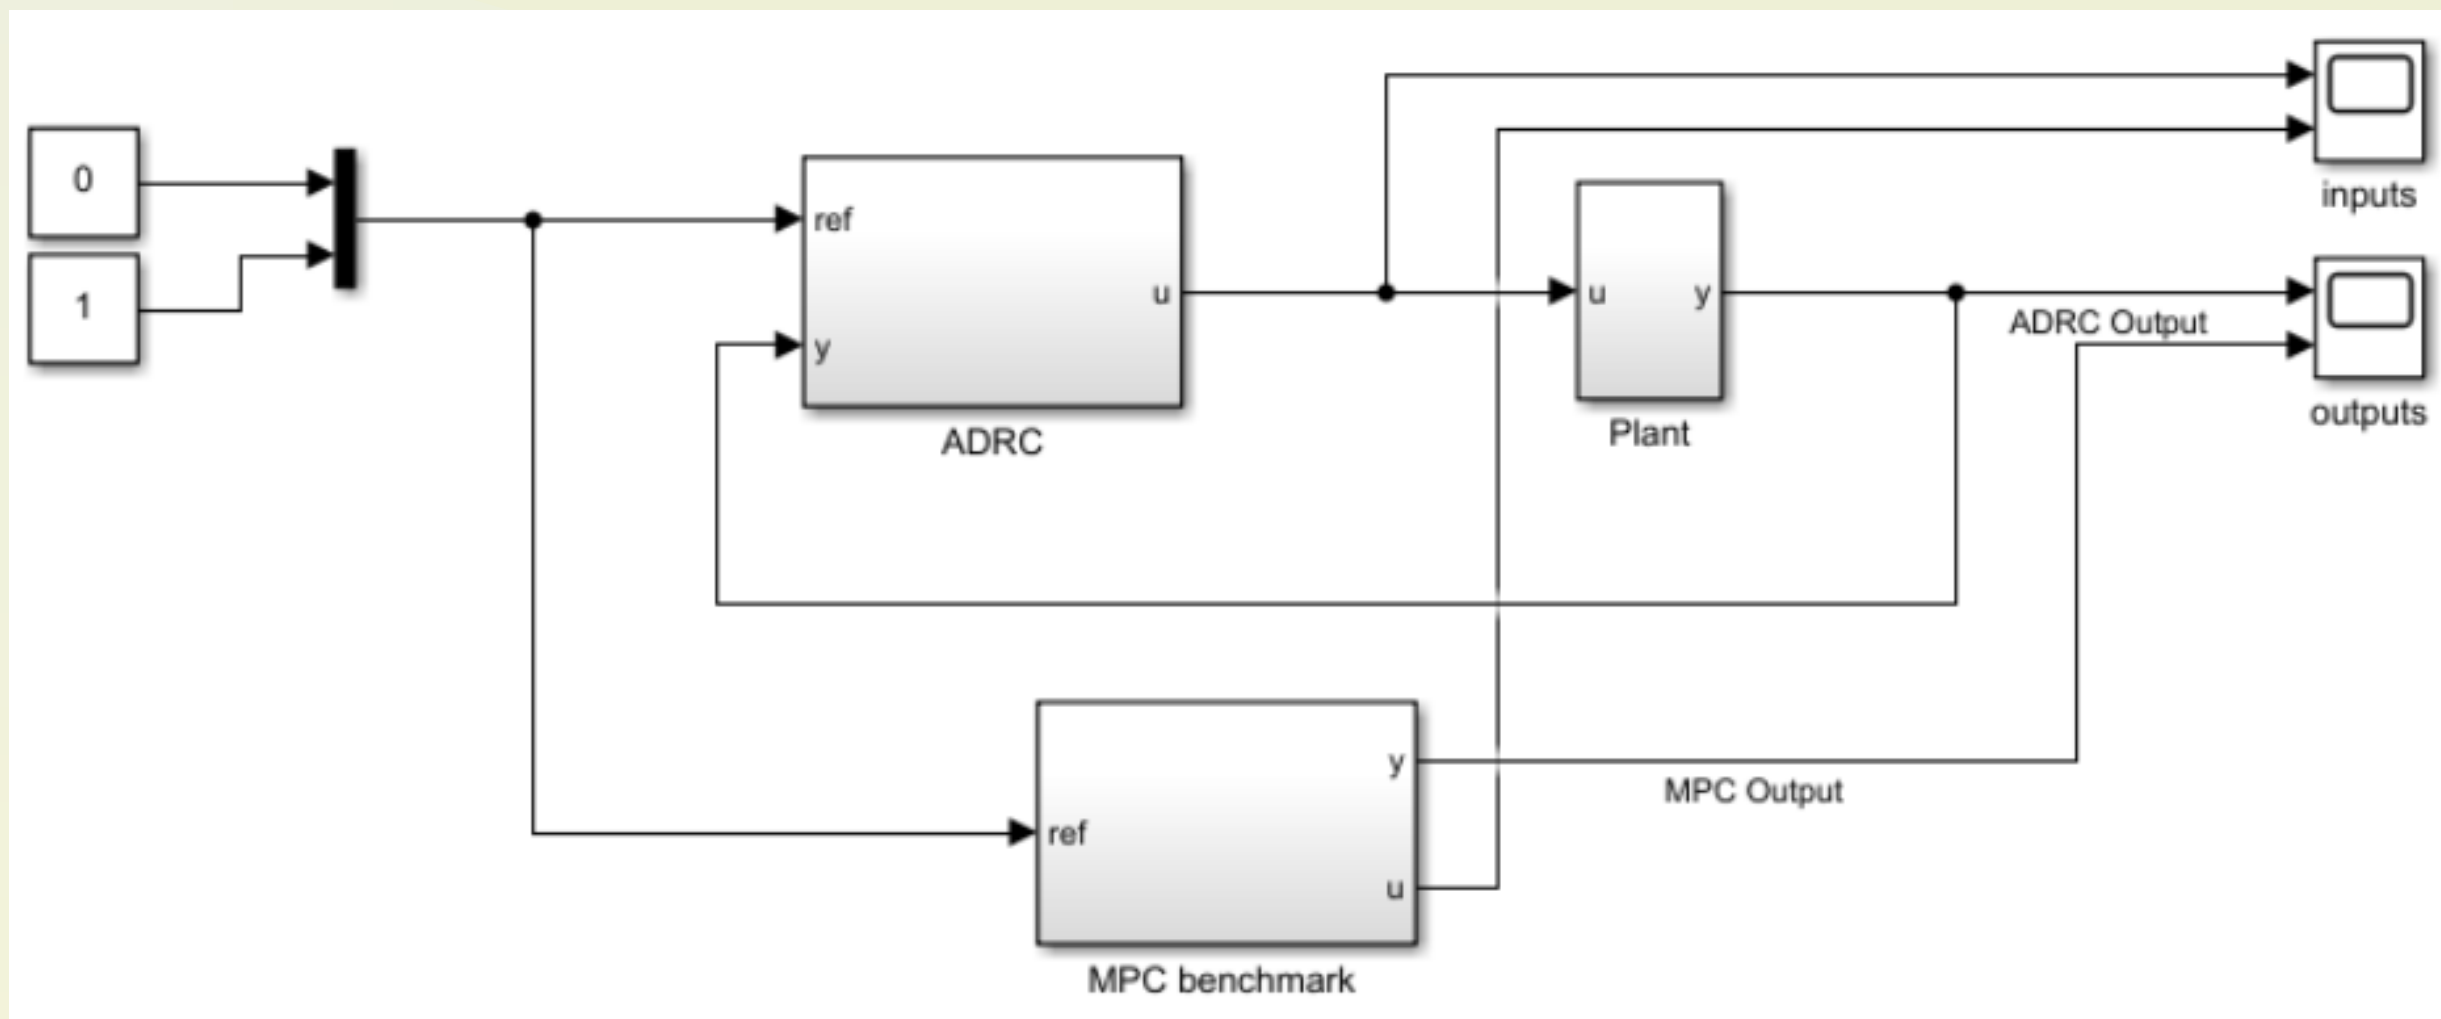 0
1
ref
y
u
ADRC
u
y
Plant
inputs
ADRC Output
outputs
ref
y
u
MPC Output
MPC benchmark